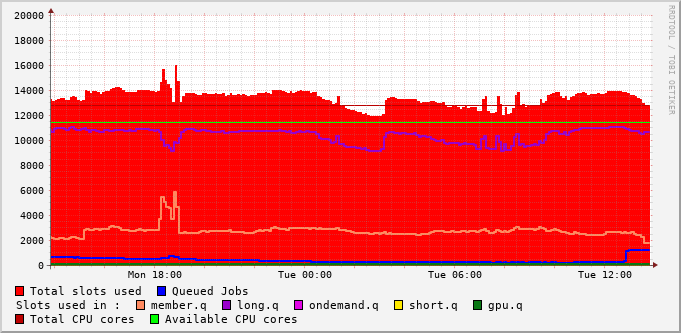 20000
18000
16000
14000
12000
10000
8000
6000
4000
2000
0
Mon 18:00 Tue 00:00 Tue 06:00 Tue 12:00
RRDTOOL / TOBI OETIKER
Total slots used Queued Jobs
Slots used in : member.q long.q ondemand.q short.q gpu.q
Total CPU cores Available CPU cores